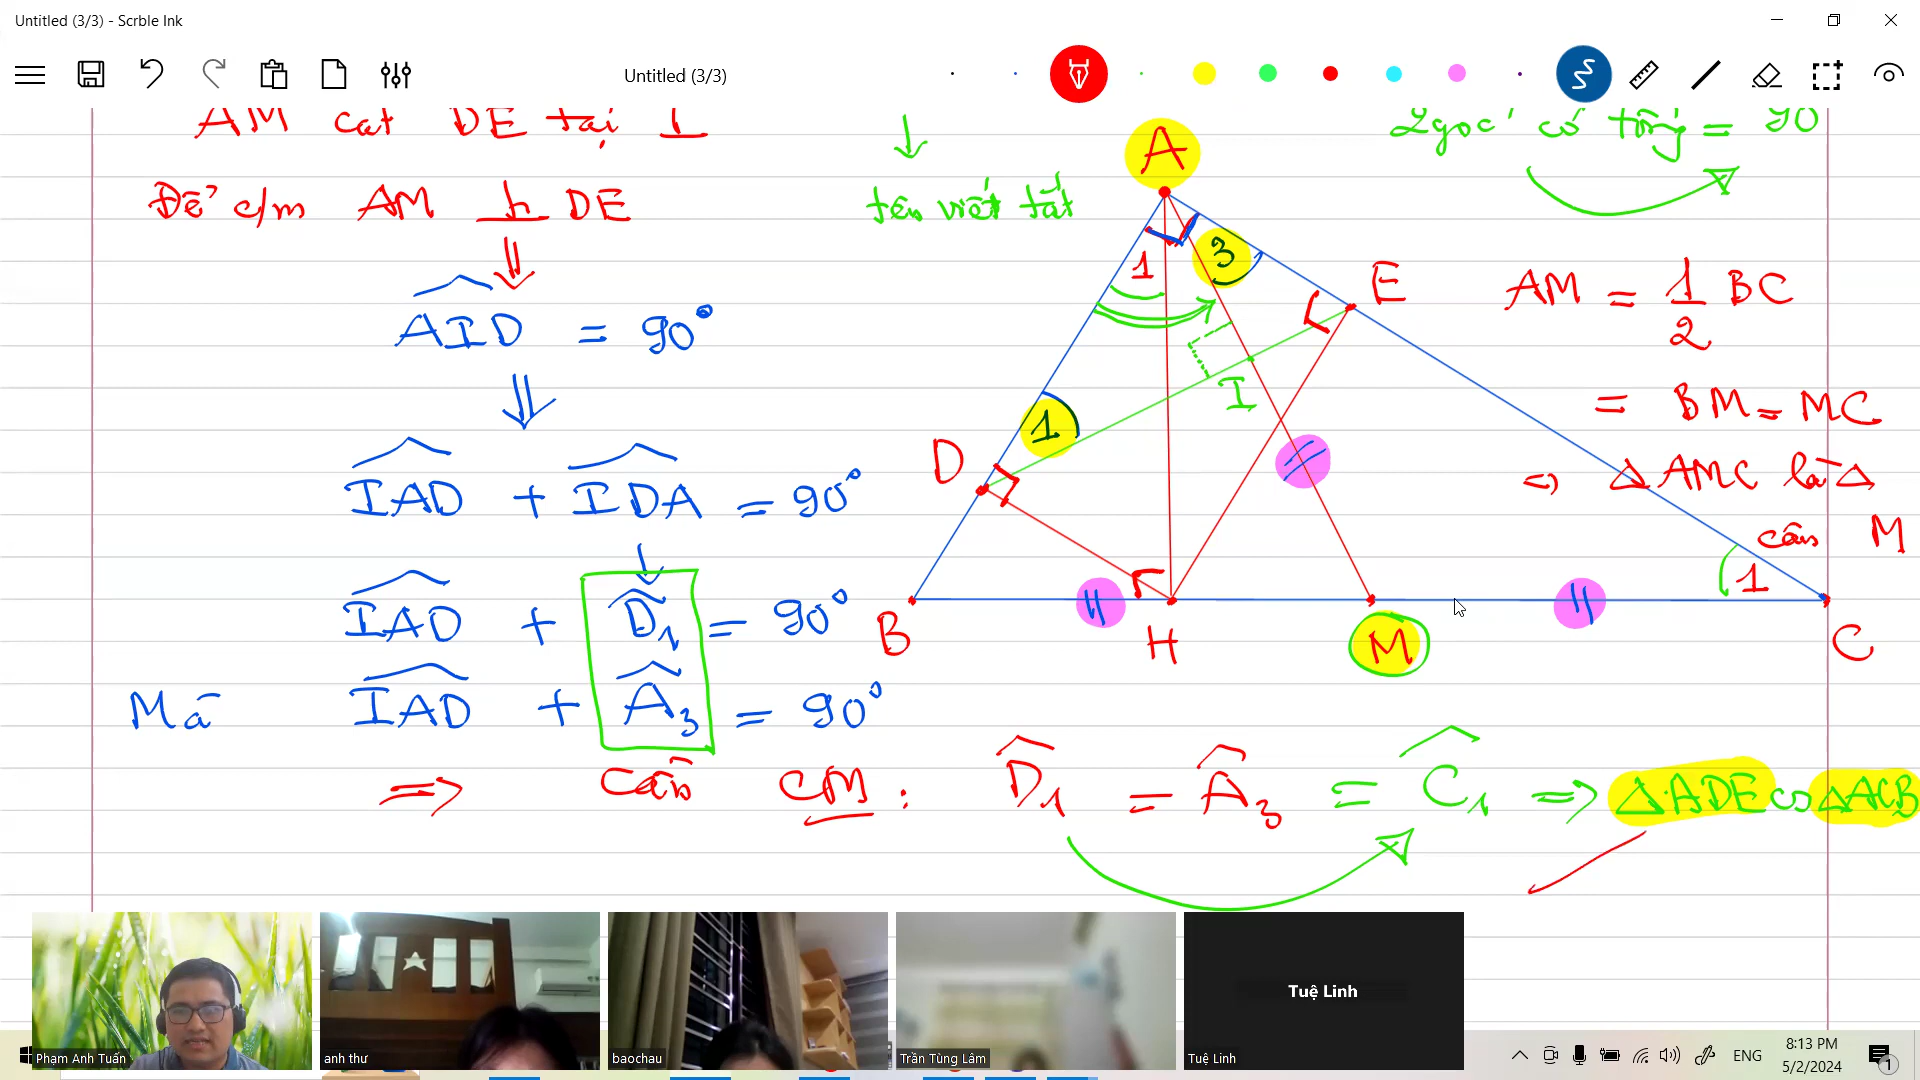 Untitled (3/3) - Scrble Ink
Untitled (3/3)
AM cắt DE tại I
Để c/m AM ⊥ DE
⇓
AID = 90°
⇓
IAD + IDA = 90°
↓
IAD + D₁ = 90°
Mà IAD + A₃ = 90°
=> Cần CM: D₁ = A₃ = C₁ => ΔADE ∽ ΔACB
↓
tên viết tắt
2 góc có tổng = 90
A
1
3
E
I
1
D
B
H
M
1
C
AM = 1/2 BC
= BM = MC
=> Δ AMC là Δ
cân M
Phạm Anh Tuấn
anh thư
baochau
Trần Tùng Lâm
Tuệ Linh
Tuệ Linh
ENG
8:13 PM
5/2/2024
1